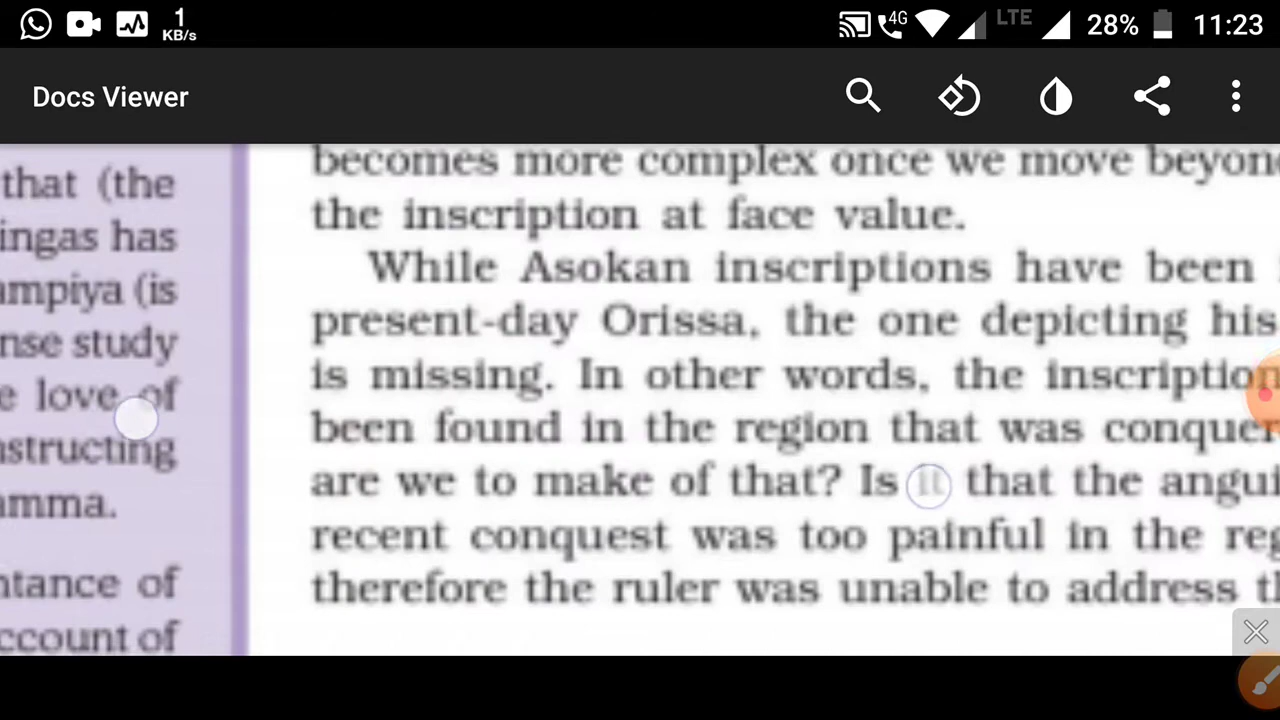 1
KB/s
4G
LTE
28%
11:23
Docs Viewer
that (the
ingas has
ampiya (is
nse study
e love of
nstructing
amma.
ntance of
ccount of
becomes more complex once we move beyond
the inscription at face value.
While Asokan inscriptions have been
present-day Orissa, the one depicting his
is missing. In other words, the inscription
been found in the region that was conquer
are we to make of that? Is it that the angui
recent conquest was too painful in the reg
therefore the ruler was unable to address th